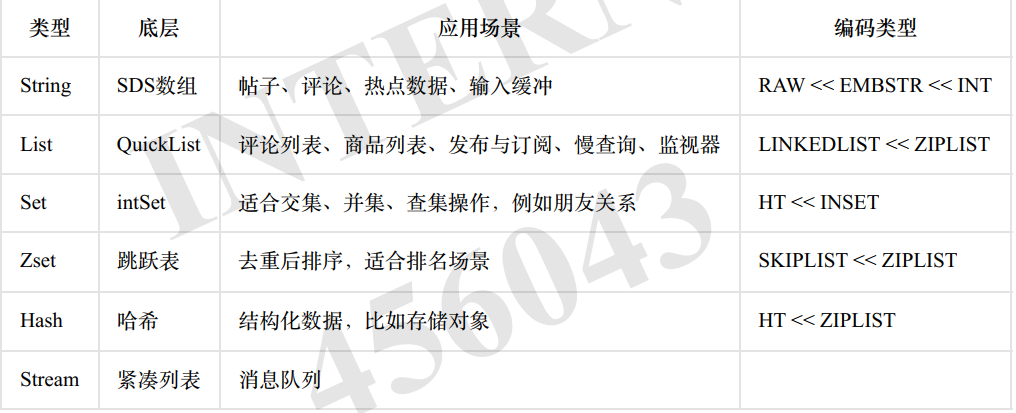 类型 底层 应用场景 编码类型
String SDS数组 帖子、评论、热点数据、输入缓冲 RAW << EMBSTR << INT
List QuickList 评论列表、商品列表、发布与订阅、慢查询、监视器 LINKEDLIST << ZIPLIST
Set intSet 适合交集、并集、查集操作，例如朋友关系 HT << INSET
Zset 跳跃表 去重后排序，适合排名场景 SKIPLIST << ZIPLIST
Hash 哈希 结构化数据，比如存储对象 HT << ZIPLIST
Stream 紧凑列表 消息队列
INTERN
456043